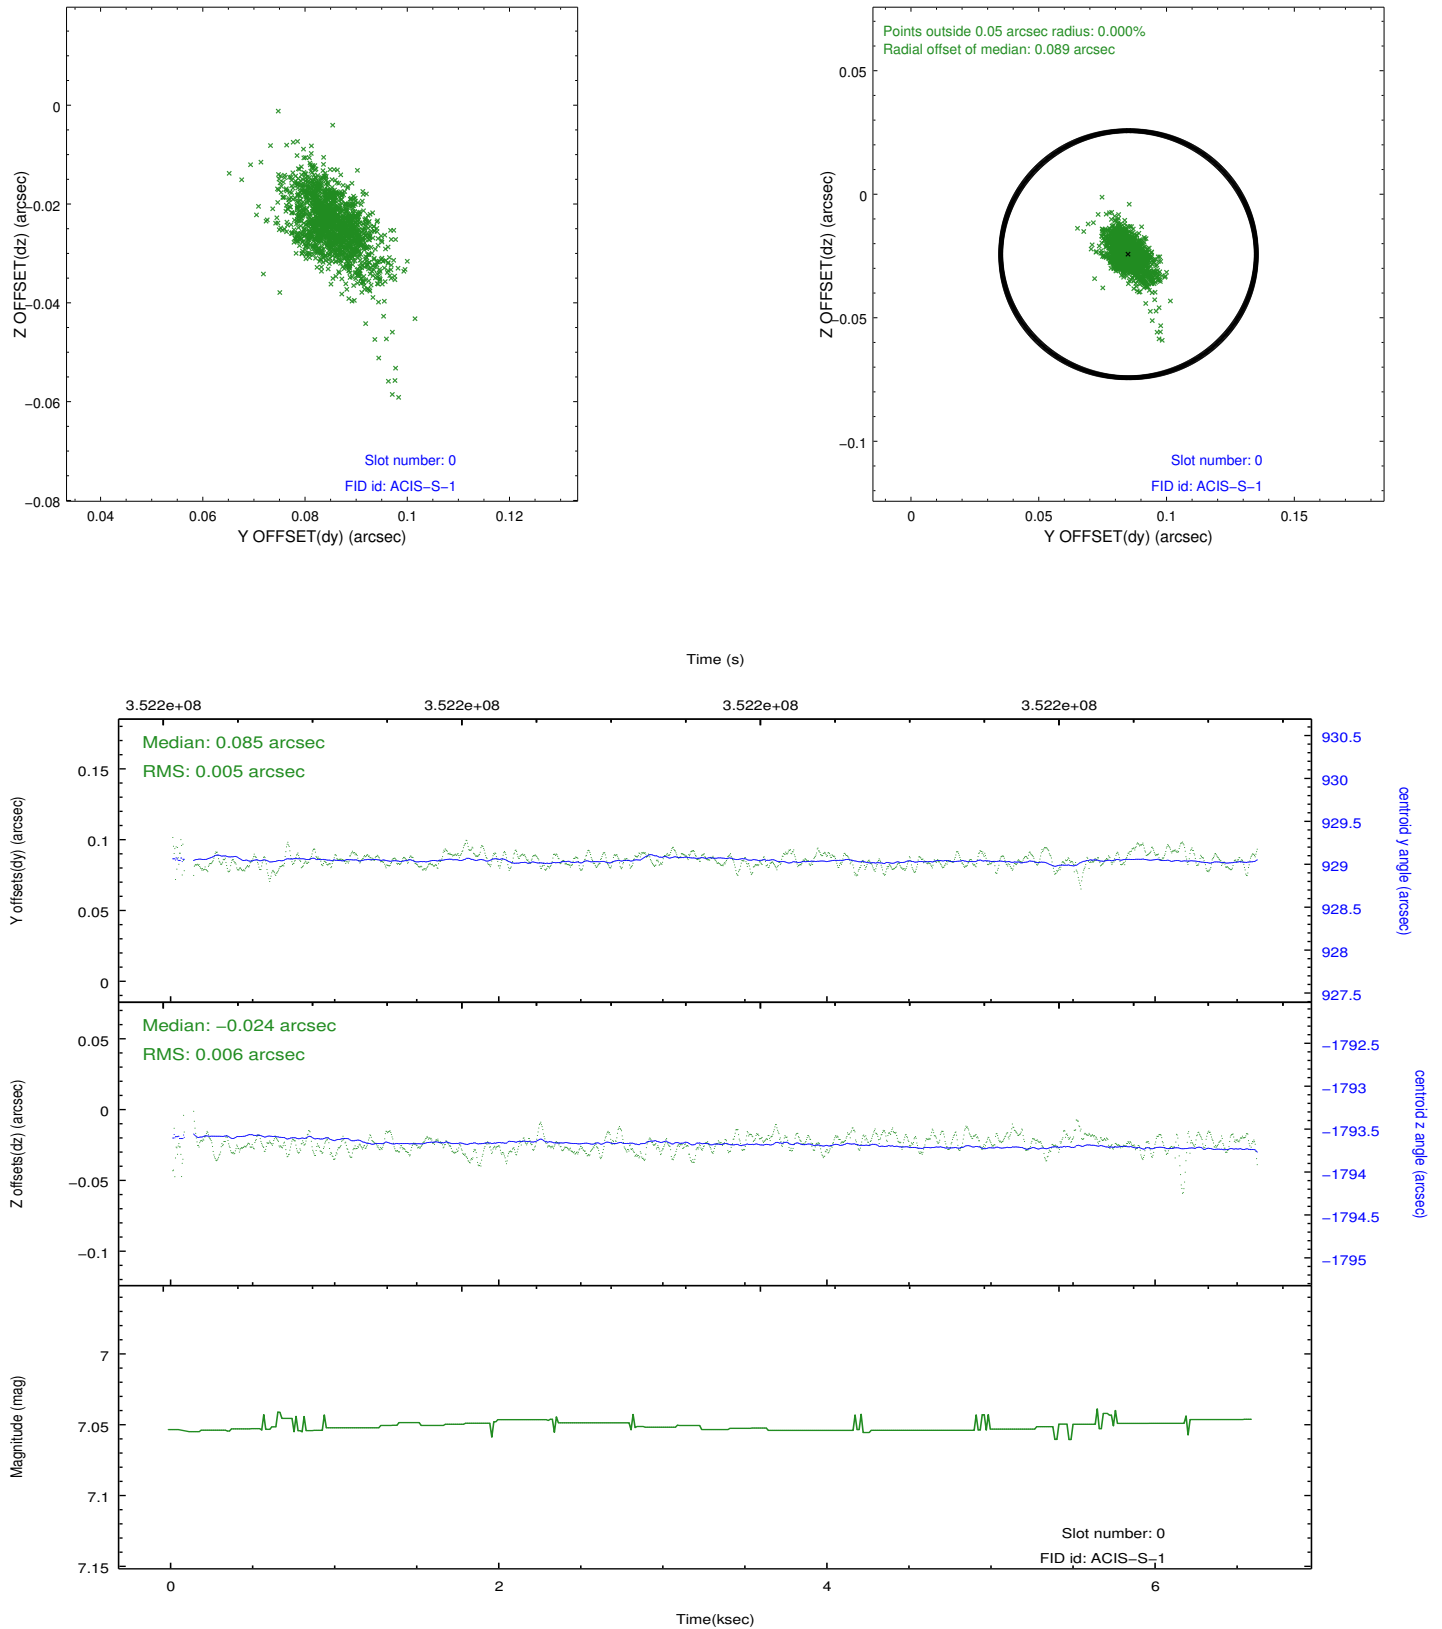 0
−0.02
−0.04
−0.06
−0.08
Z OFFSET(dz) (arcsec)
Slot number: 0
FID id: ACIS−S−1
0.04 0.06 0.08 0.1 0.12
Y OFFSET(dy) (arcsec)
Points outside 0.05 arcsec radius: 0.000%
Radial offset of median: 0.089 arcsec
0.05
0
−0.05
−0.1
Z OFFSET(dz) (arcsec)
Slot number: 0
FID id: ACIS−S−1
0 0.05 0.1 0.15
Y OFFSET(dy) (arcsec)
Time (s)
3.522e+08 3.522e+08 3.522e+08 3.522e+08
Median: 0.085 arcsec
RMS: 0.005 arcsec
Y offsets(dy) (arcsec)
0.15
0.1
0.05
0
930.5
930
929.5
929
928.5
928
927.5
centroid y angle (arcsec)
Median: −0.024 arcsec
RMS: 0.006 arcsec
Z offsets(dz) (arcsec)
0.05
0
−0.05
−0.1
−1792.5
−1793
−1793.5
−1794
−1794.5
−1795
centroid z angle (arcsec)
Magnitude (mag)
7
7.05
7.1
7.15
Slot number: 0
FID id: ACIS−S−1
0 2 4 6
Time(ksec)